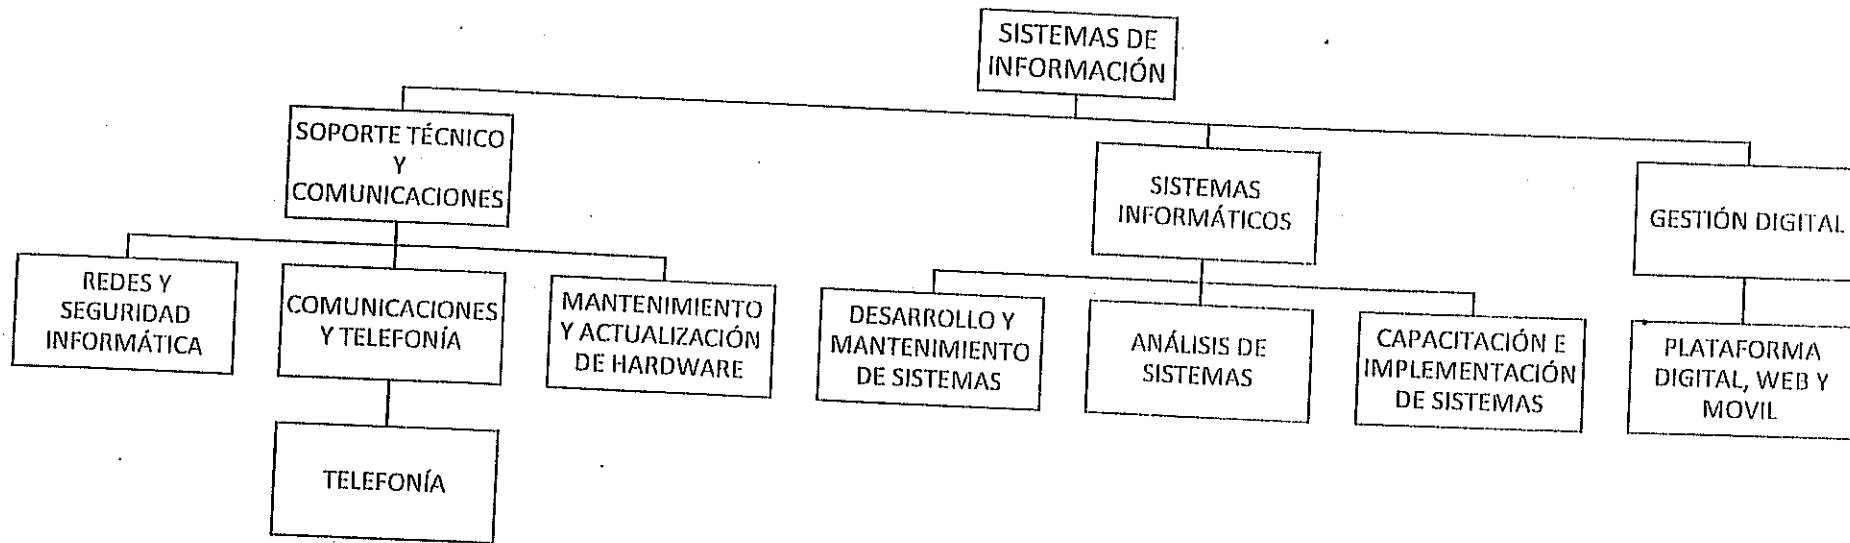 SISTEMAS DE
INFORMACIÓN
SOPORTE TÉCNICO
Y
COMUNICACIONES
SISTEMAS
INFORMÁTICOS
GESTIÓN DIGITAL
REDES Y
SEGURIDAD
INFORMÁTICA
COMUNICACIONES
Y TELEFONÍA
MANTENIMIENTO
Y ACTUALIZACIÓN
DE HARDWARE
DESARROLLO Y
MANTENIMIENTO
DE SISTEMAS
ANÁLISIS DE
SISTEMAS
CAPACITACIÓN E
IMPLEMENTACIÓN
DE SISTEMAS
PLATAFORMA
DIGITAL, WEB Y
MOVIL
TELEFONÍA